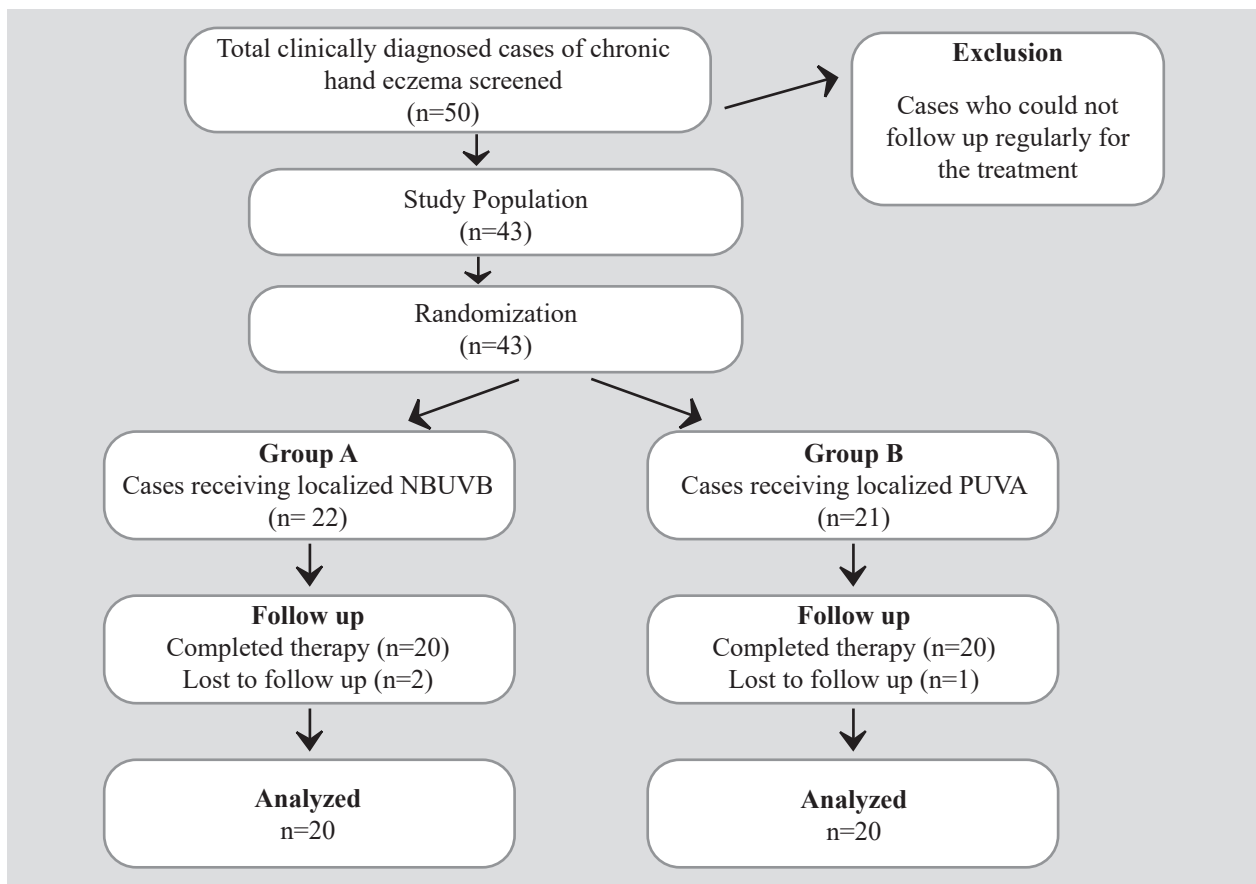 Total clinically diagnosed cases of chronic
hand eczema screened
(n=50)
Exclusion
Cases who could not
follow up regularly for
the treatment
Study Population
(n=43)
Randomization
(n=43)
Group A
Cases receiving localized NBUVB
(n= 22)
Group B
Cases receiving localized PUVA
(n=21)
Follow up
Completed therapy (n=20)
Lost to follow up (n=2)
Follow up
Completed therapy (n=20)
Lost to follow up (n=1)
Analyzed
n=20
Analyzed
n=20